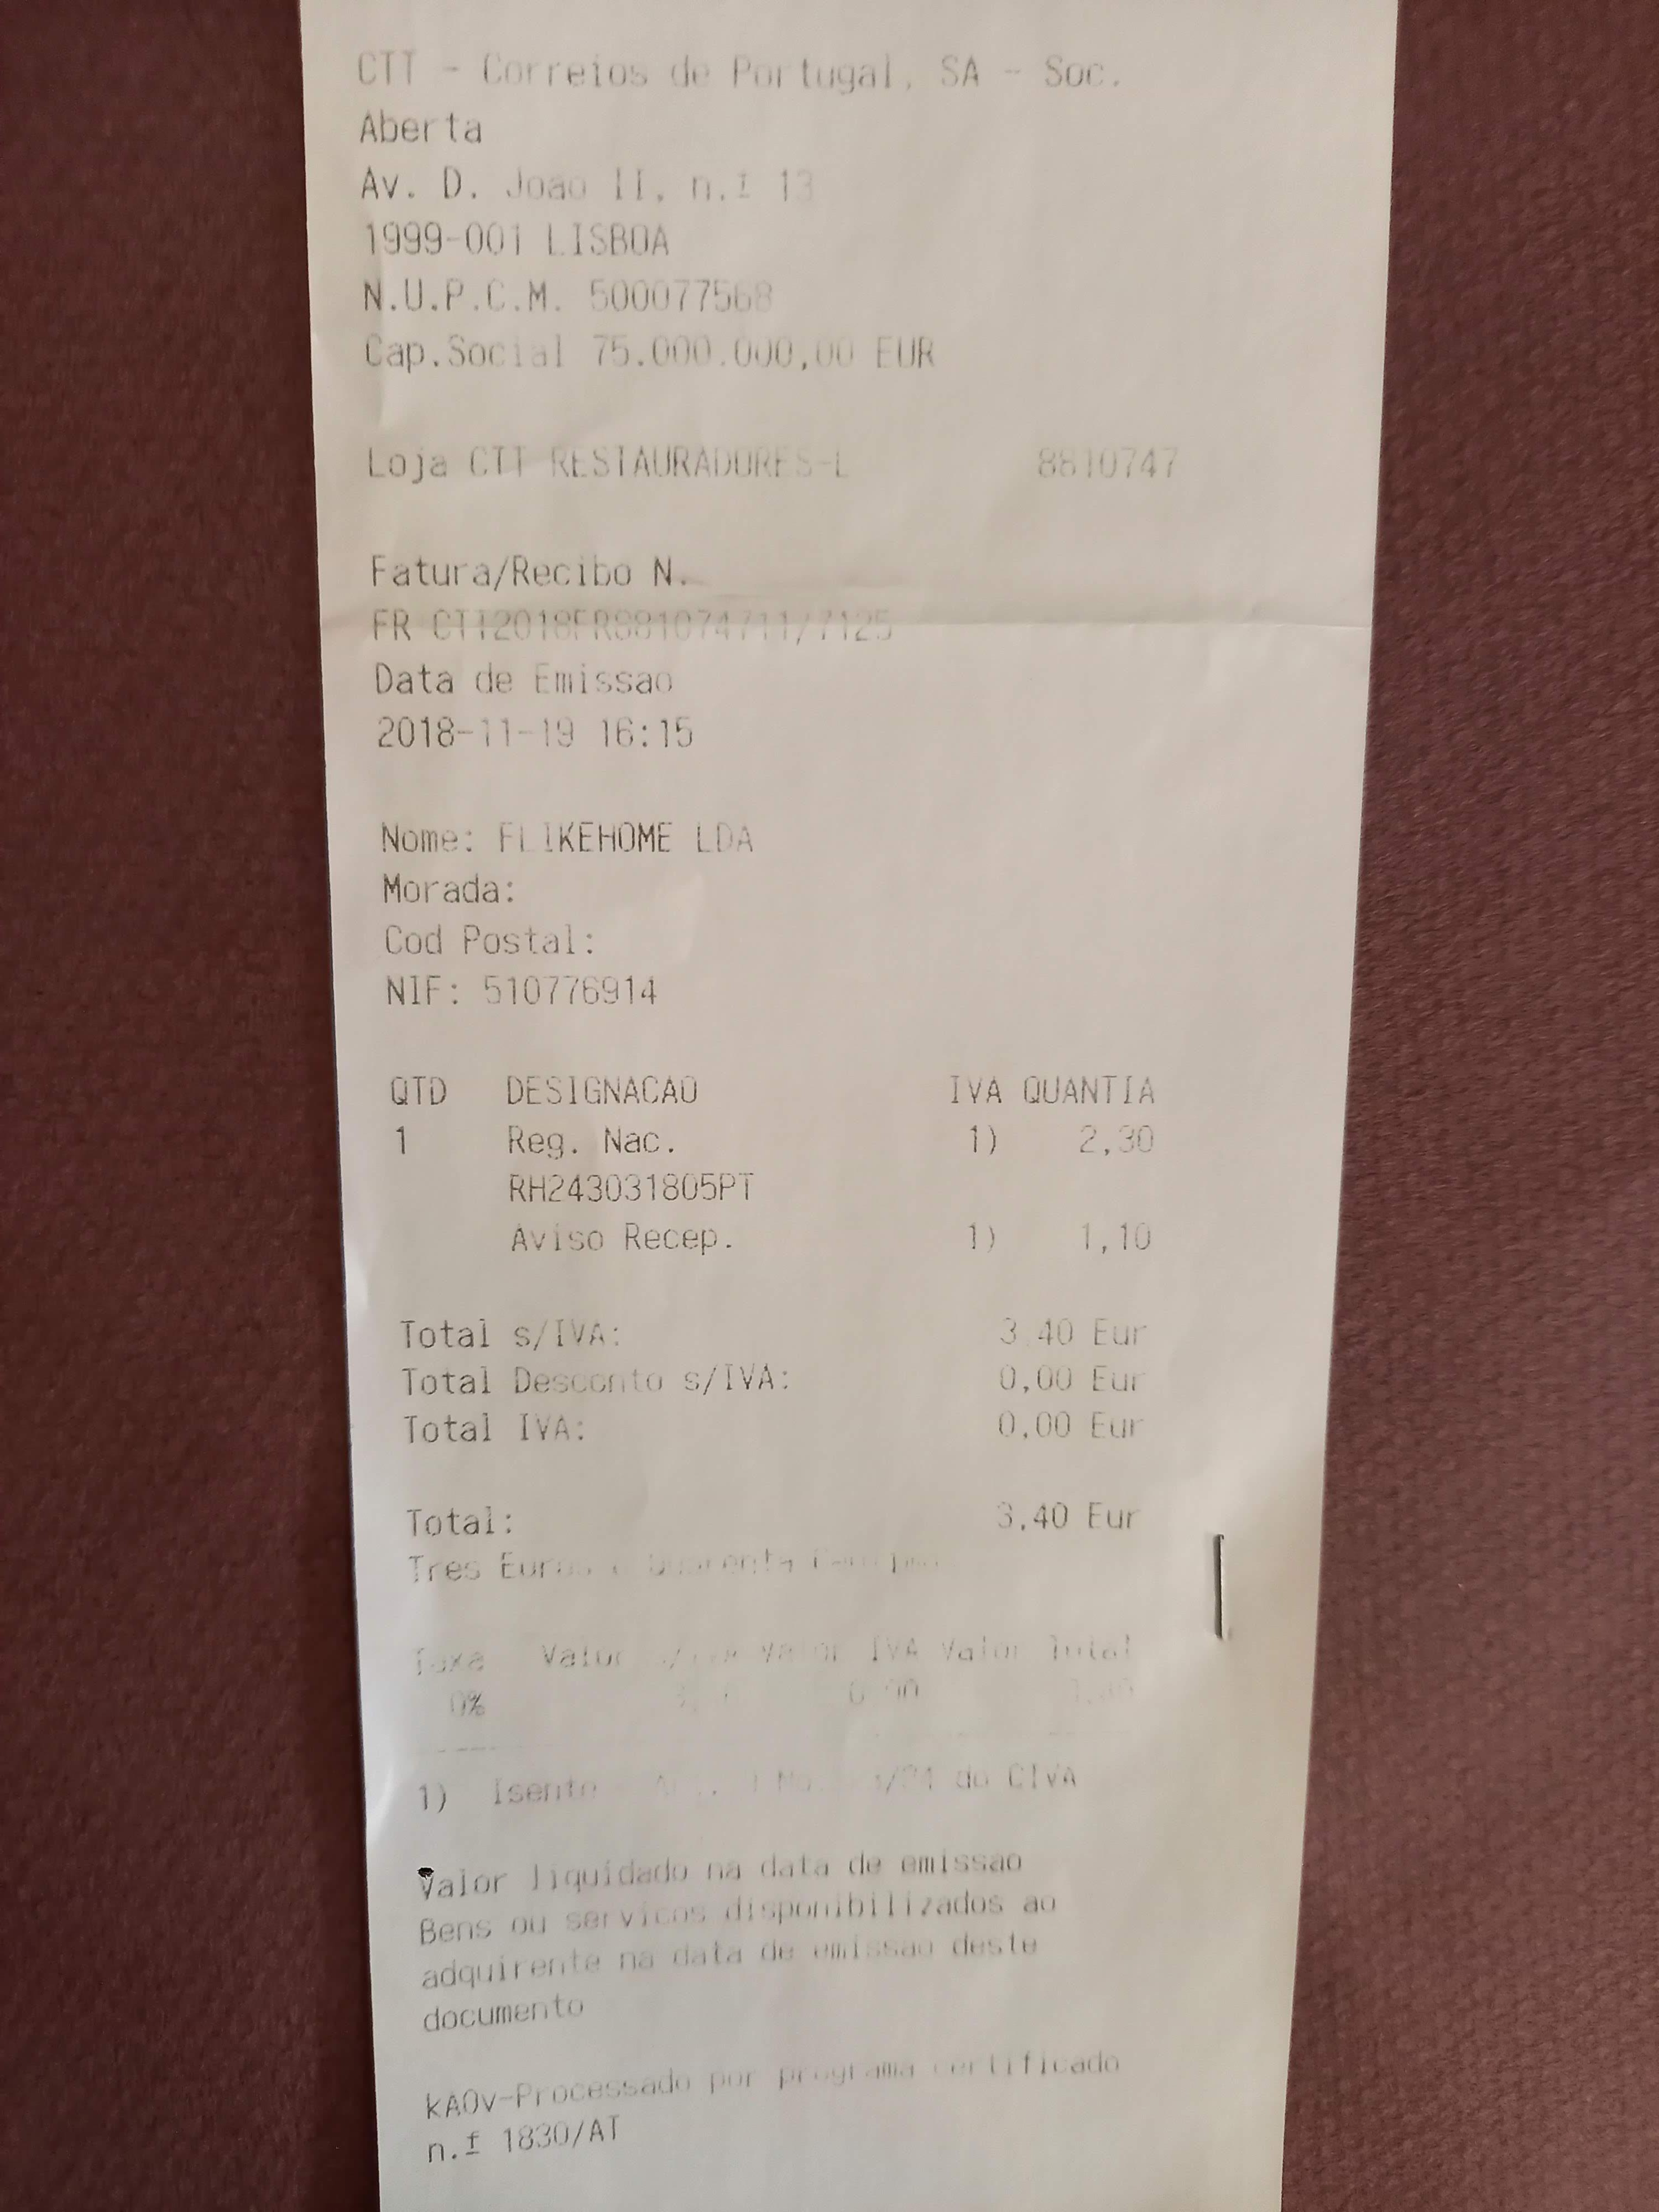 CTT - Correios de Portugal, SA - Soc.
Aberta
Av. D. Joao II, n.º 13
1999-001 LISBOA
N.U.P.C.M. 500077568
Cap.Social 75.000.000,00 EUR
Loja CTT RESTAURADORES-L 8810747
Fatura/Recibo N.
FR CTT2018FR881074711/7125
Data de Emissao
2018-11-19 16:15
Nome: FLIKEHOME LDA
Morada:
Cod Postal:
NIF: 510776914
QTD DESIGNACAO IVA QUANTIA
1 Reg. Nac. 1) 2,30
RH243031805PT
Aviso Recep. 1) 1,10
Total s/IVA: 3,40 Eur
Total Desconto s/IVA: 0,00 Eur
Total IVA: 0,00 Eur
Total: 3,40 Eur
Tres Euros e Quarenta
Taxa Valor s/IVA Valor IVA Valor Total
0% 0,00 3,40
1) Isento do CIVA
Valor liquidado na data de emissao
Bens ou servicos disponibilizados ao
adquirente na data de emissao deste
documento
kAOv-Processado por programa certificado
n.º 1830/AT